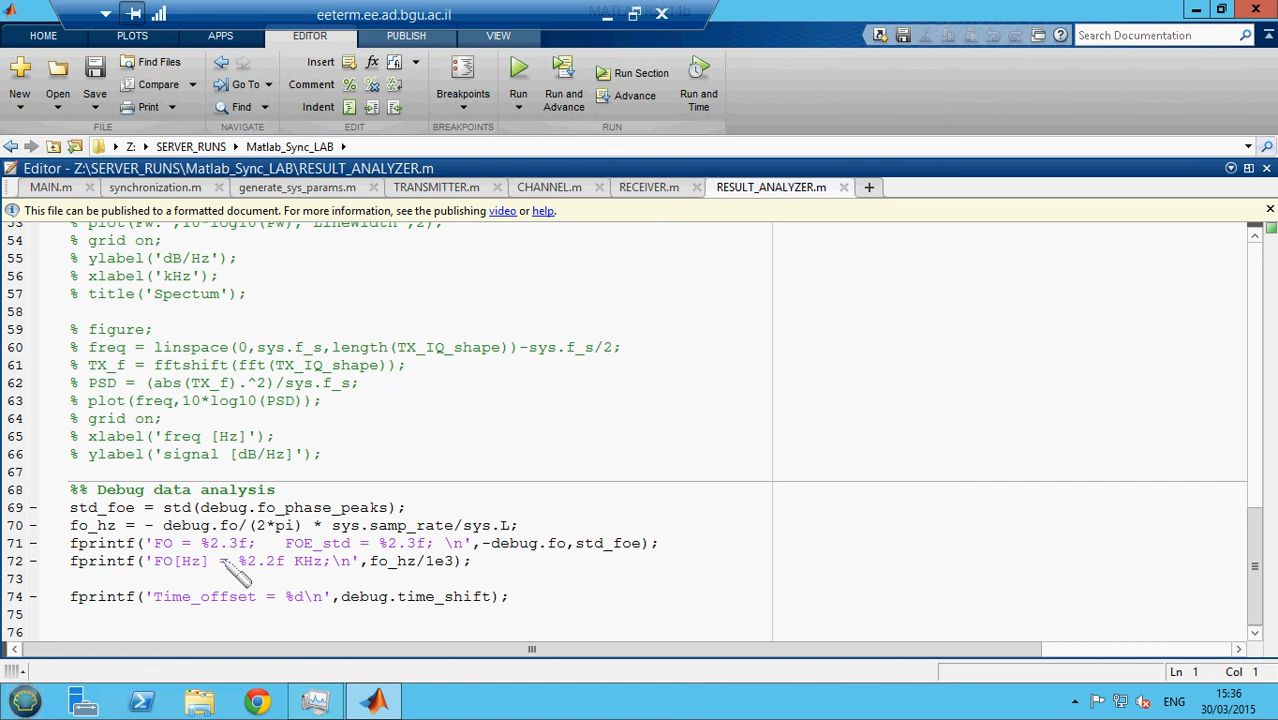 eeterm.ee.ad.bgu.ac.il
HOME PLOTS APPS EDITOR PUBLISH VIEW Search Documentation
Find Files Insert fx
Compare Go To Comment Run Section
New Open Save Breakpoints Run Run and Advance Advance Run and Time
Print Find Indent
FILE NAVIGATE EDIT BREAKPOINTS RUN
Z: SERVER_RUNS Matlab_Sync_LAB
Editor - Z:\SERVER_RUNS\Matlab_Sync_LAB\RESULT_ANALYZER.m
MAIN.m synchronization.m generate_sys_params.m TRANSMITTER.m CHANNEL.m RECEIVER.m RESULT_ANALYZER.m
This file can be published to a formatted document. For more information, see the publishing video or help.
54 % grid on;
55 % ylabel('dB/Hz');
56 % xlabel('kHz');
57 % title('Spectum');
58
59 % figure;
60 % freq = linspace(0,sys.f_s,length(TX_IQ_shape))-sys.f_s/2;
61 % TX_f = fftshift(fft(TX_IQ_shape));
62 % PSD = (abs(TX_f).^2)/sys.f_s;
63 % plot(freq,10*log10(PSD));
64 % grid on;
65 % xlabel('freq [Hz]');
66 % ylabel('signal [dB/Hz]');
67
68 %% Debug data analysis
69 - std_foe = std(debug.fo_phase_peaks);
70 - fo_hz = - debug.fo/(2*pi) * sys.samp_rate/sys.L;
71 - fprintf('FO = %2.3f;   FOE_std = %2.3f; \n',-debug.fo,std_foe);
72 - fprintf('FO[Hz] = %2.2f KHz;\n',fo_hz/1e3);
73
74 - fprintf('Time_offset = %d\n',debug.time_shift);
75
76
Ln 1 Col 1
ENG 15:36
30/03/2015